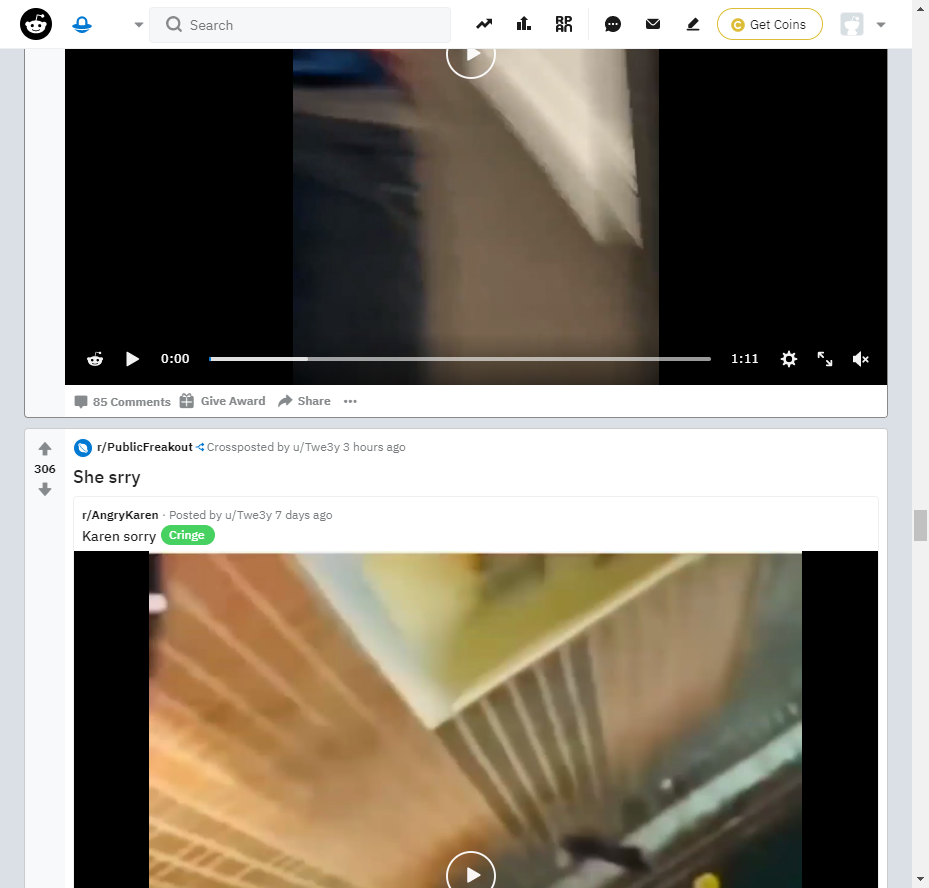 Search
RPAN
Get Coins
0:00
1:11
85 Comments
Give Award
Share
r/PublicFreakout
Crossposted by u/Twe3y 3 hours ago
306
She srry
r/AngryKaren · Posted by u/Twe3y 7 days ago
Karen sorry
Cringe